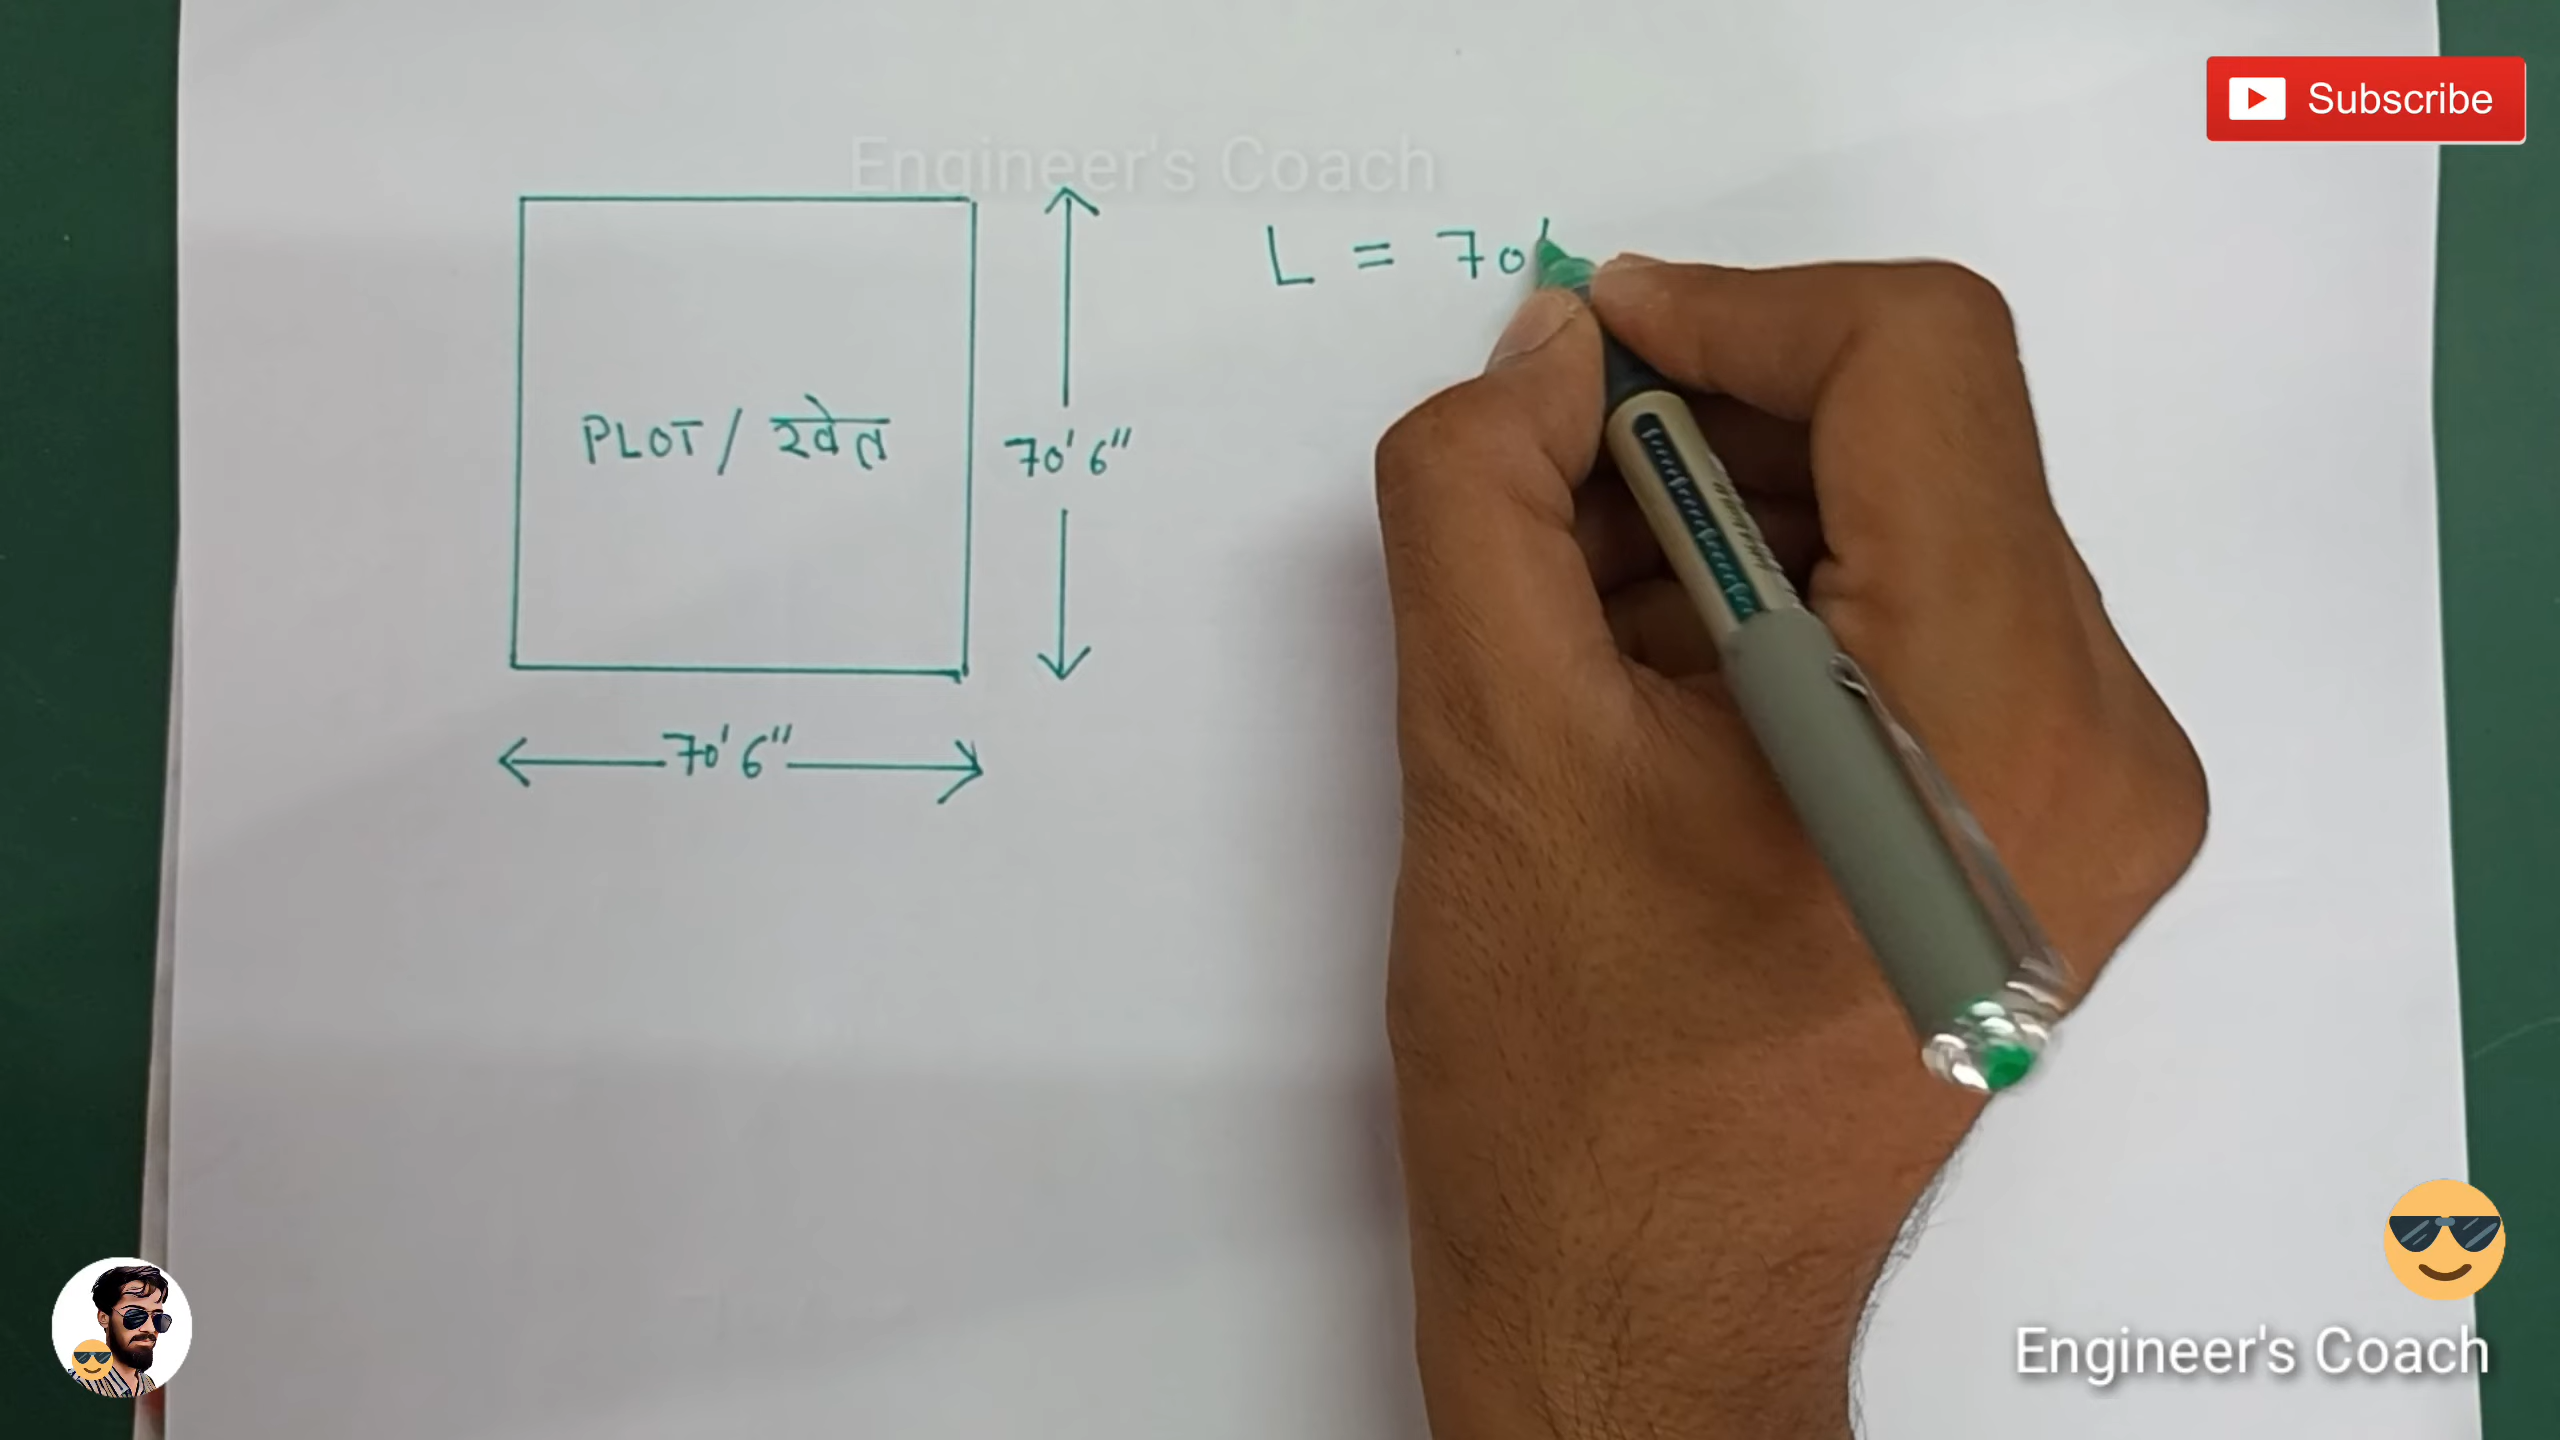 Subscribe
Engineer's Coach
L = 70'
PLOT / खेत
70' 6"
70' 6"
Engineer's Coach